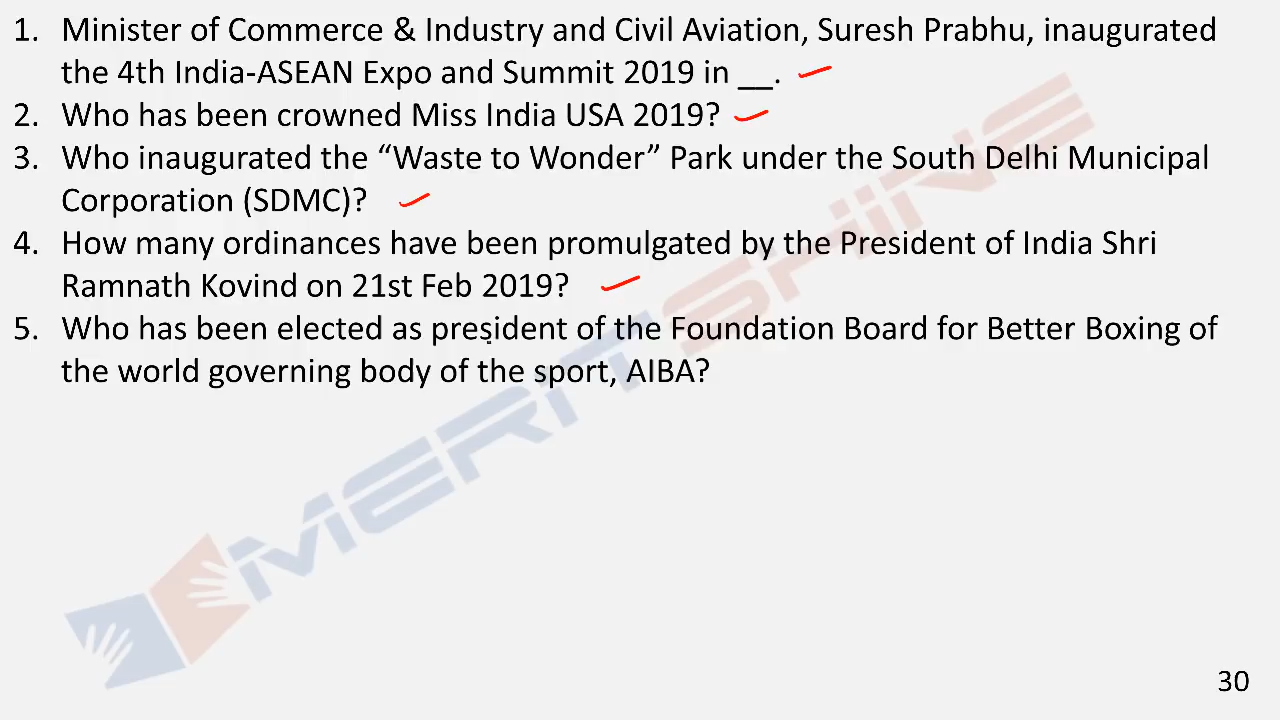 1. Minister of Commerce & Industry and Civil Aviation, Suresh Prabhu, inaugurated
the 4th India-ASEAN Expo and Summit 2019 in __.
2. Who has been crowned Miss India USA 2019?
3. Who inaugurated the “Waste to Wonder” Park under the South Delhi Municipal
Corporation (SDMC)?
4. How many ordinances have been promulgated by the President of India Shri
Ramnath Kovind on 21st Feb 2019?
5. Who has been elected as president of the Foundation Board for Better Boxing of
the world governing body of the sport, AIBA?
MERITSHINE
30